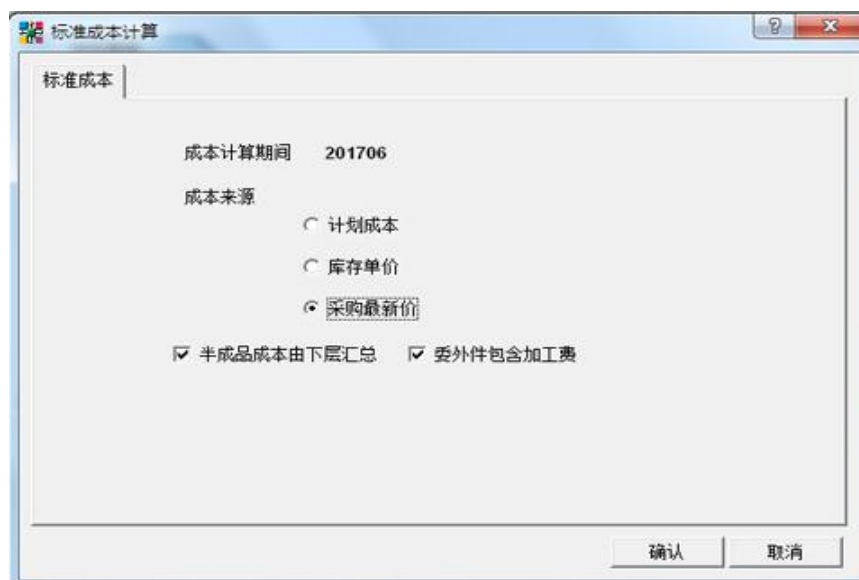 标准成本计算
标准成本
成本计算期间 201706
成本来源
计划成本
库存单价
采购最新价
半成品成本由下层汇总 委外件包含加工费
确认 取消